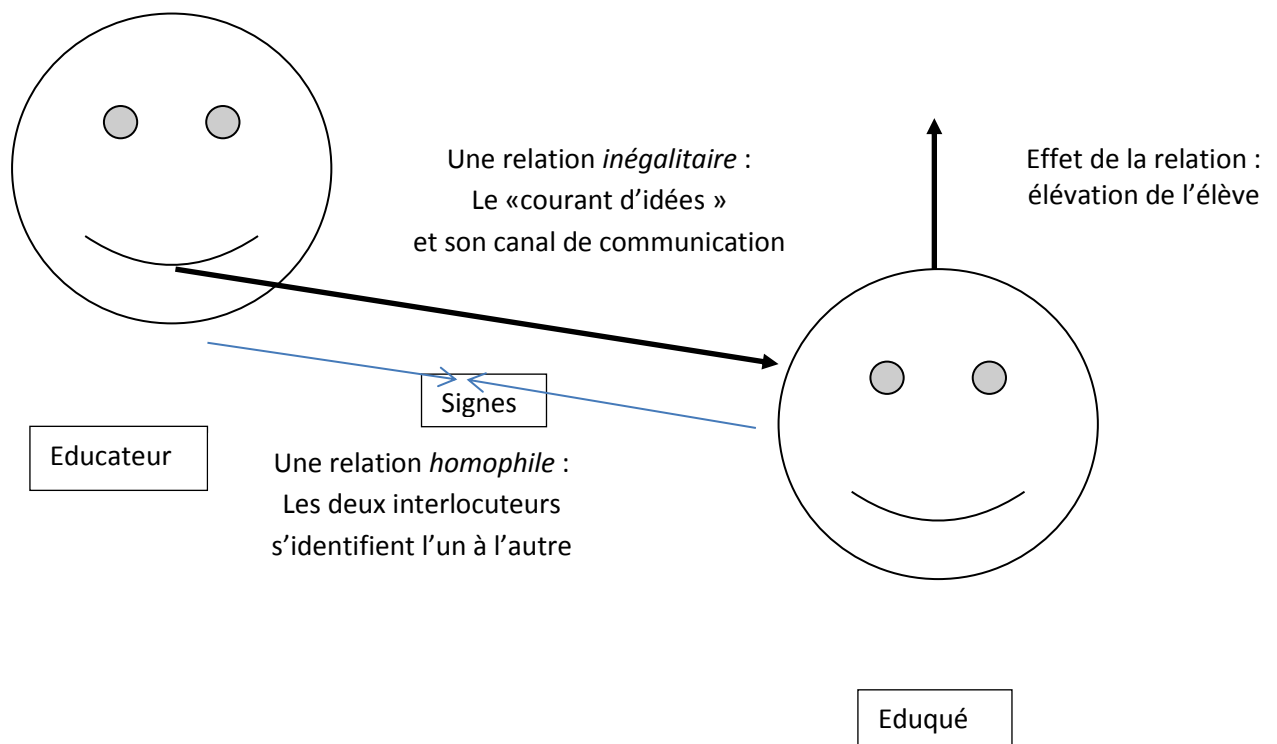 Une relation inégalitaire :
Le «courant d’idées »
et son canal de communication
Effet de la relation :
élévation de l’élève
Signes
Educateur
Une relation homophile :
Les deux interlocuteurs
s’identifient l’un à l’autre
Eduqué